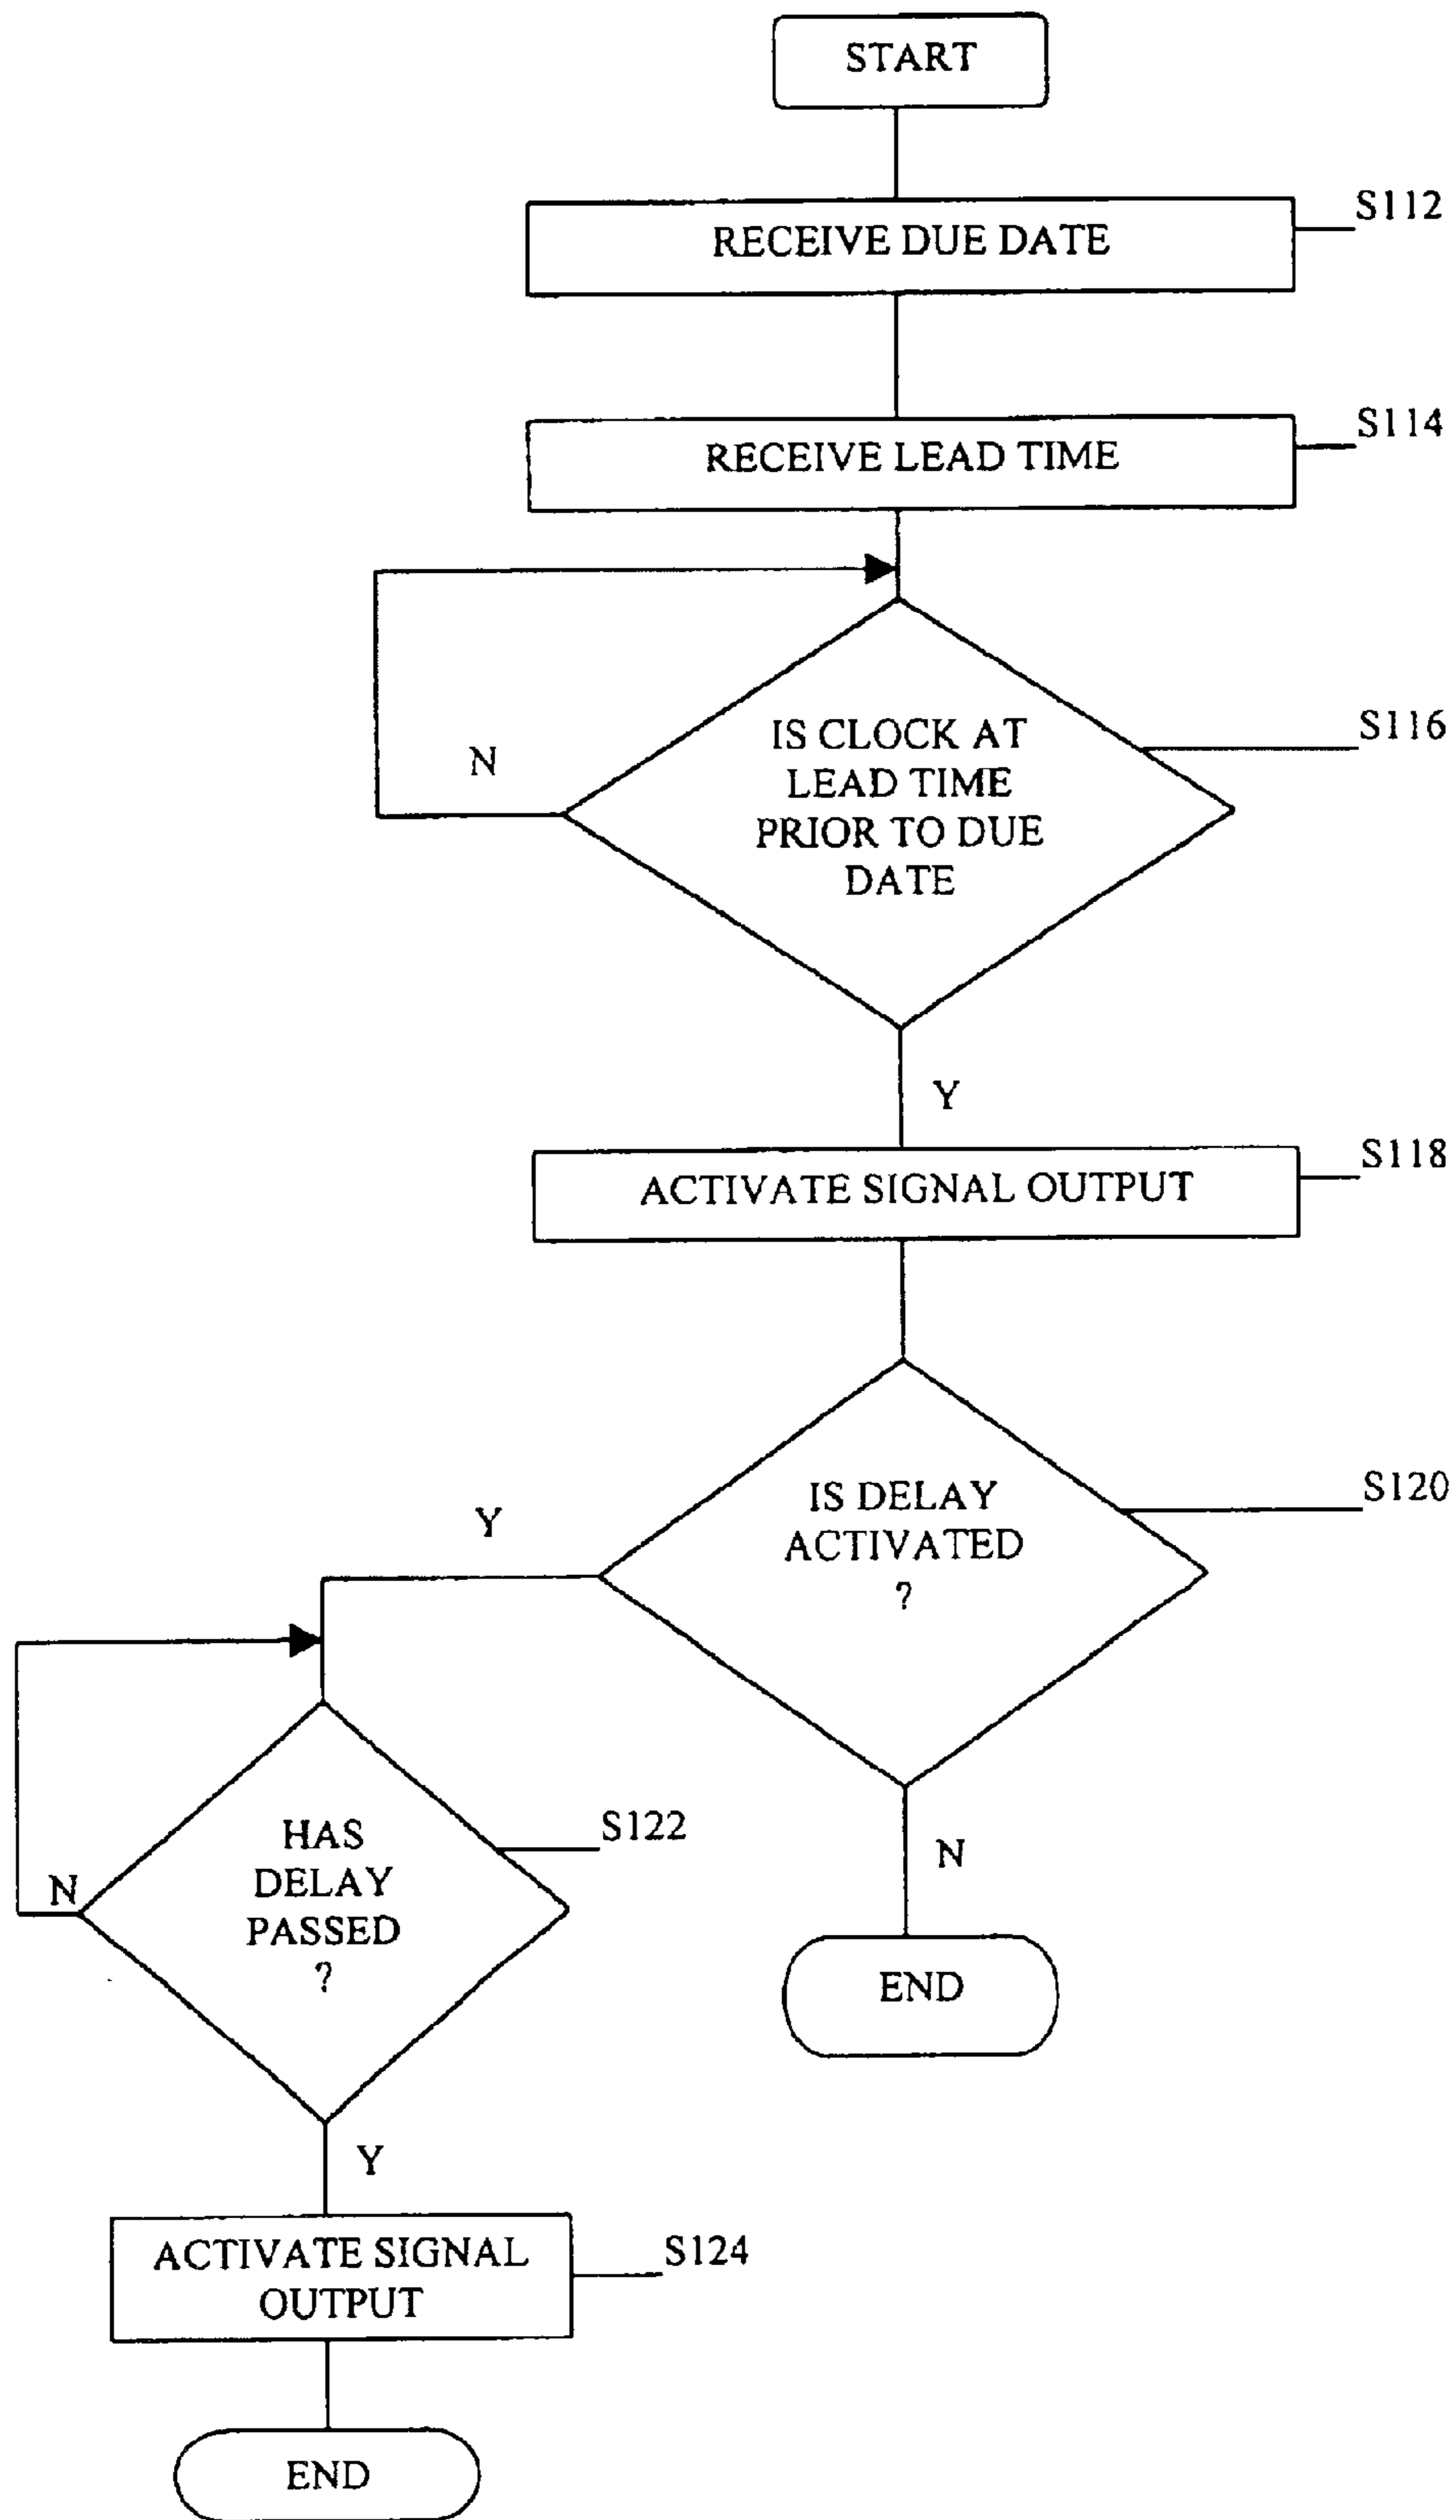 START
S112
RECEIVE DUE DATE
S114
RECEIVE LEAD TIME
IS CLOCK AT
LEAD TIME
PRIOR TO DUE
DATE
S116
N
Y
S118
ACTIVATE SIGNAL OUTPUT
S120
IS DELAY
ACTIVATED
?
Y
N
S122
HAS
DELAY
PASSED
?
N
END
Y
S124
ACTIVATE SIGNAL
OUTPUT
END